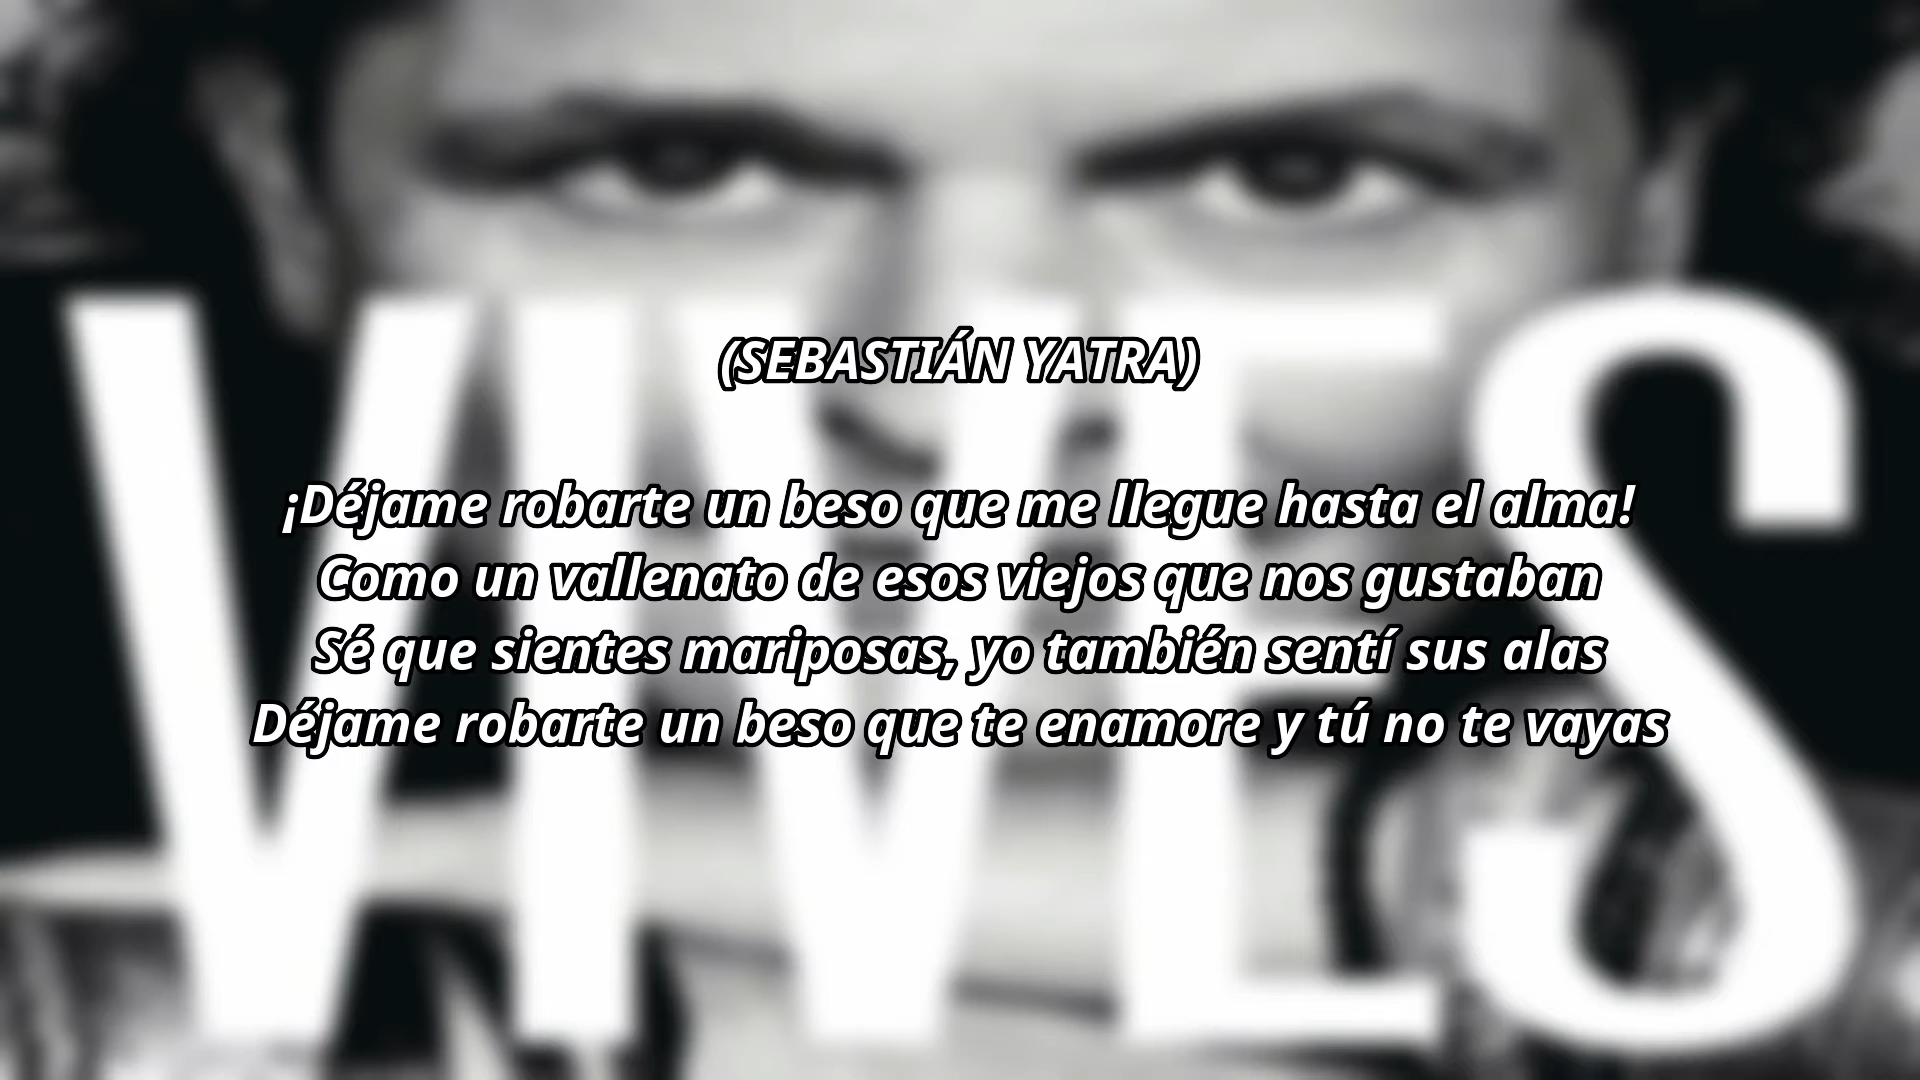 (SEBASTIÁN YATRA)
¡Déjame robarte un beso que me llegue hasta el alma!
Como un vallenato de esos viejos que nos gustaban
Sé que sientes mariposas, yo también sentí sus alas
Déjame robarte un beso que te enamore y tú no te vayas
VIVES